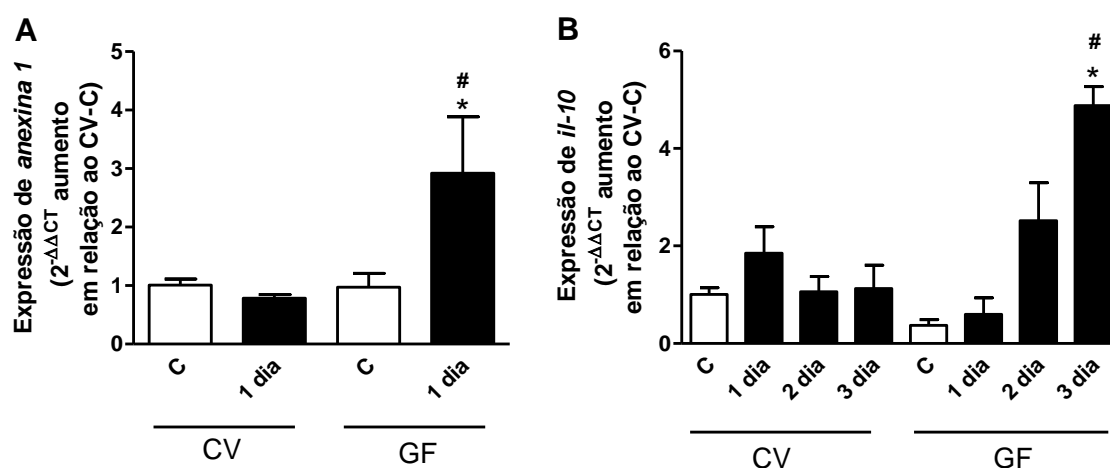 A
Expressão de anexina 1
(2-ΔΔCT aumento
em relação ao CV-C)
5
4
3
2
1
0
#
*
C
1 dia
C
1 dia
CV
GF
B
Expressão de il-10
(2-ΔΔCT aumento
em relação ao CV-C)
6
4
2
0
#
*
C
1 dia
2 dia
3 dia
C
1 dia
2 dia
3 dia
CV
GF